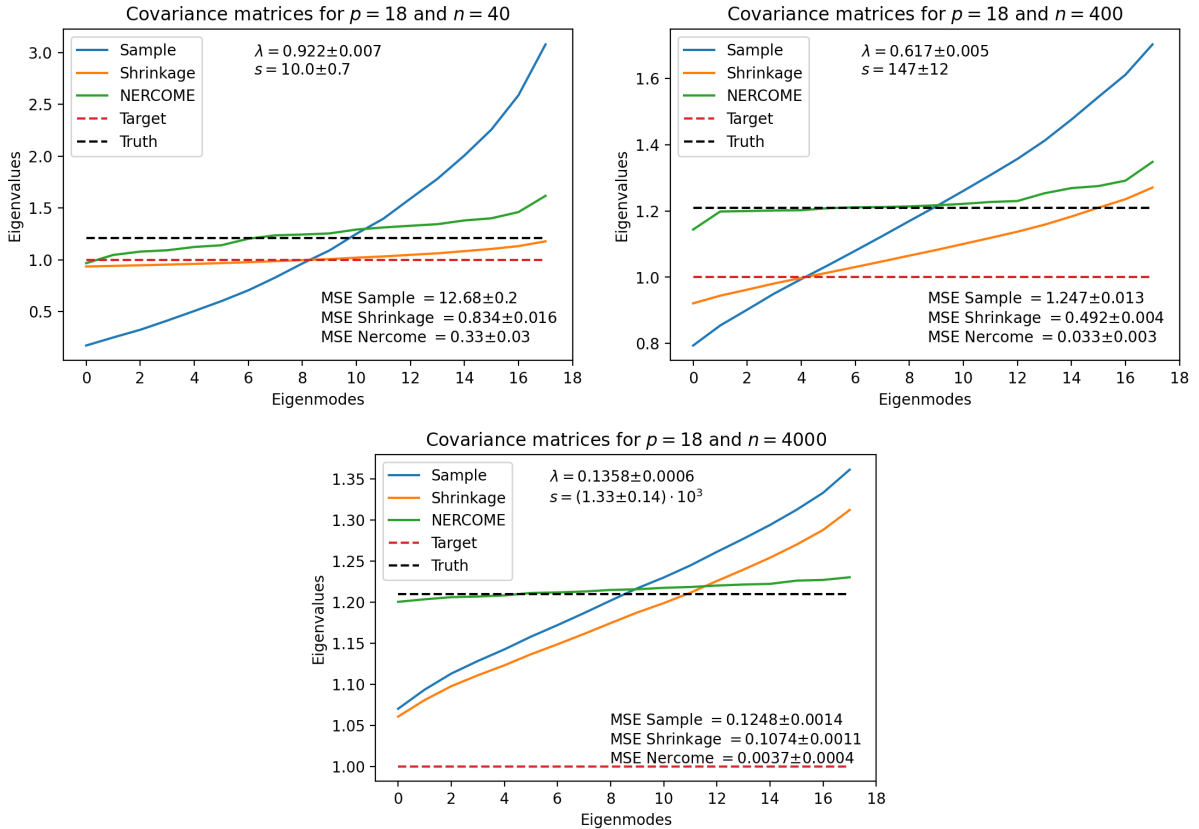 Covariance matrices for p = 18 and n = 40
Eigenvalues
3.0
2.5
2.0
1.5
1.0
0.5
Sample
Shrinkage
NERCOME
Target
Truth
λ = 0.922±0.007
s = 10.0±0.7
MSE Sample = 12.68±0.2
MSE Shrinkage = 0.834±0.016
MSE Nercome = 0.33±0.03
0 2 4 6 8 10 12 14 16 18
Eigenmodes
Covariance matrices for p = 18 and n = 400
Eigenvalues
1.6
1.4
1.2
1.0
0.8
Sample
Shrinkage
NERCOME
Target
Truth
λ = 0.617±0.005
s = 147±12
MSE Sample = 1.247±0.013
MSE Shrinkage = 0.492±0.004
MSE Nercome = 0.033±0.003
0 2 4 6 8 10 12 14 16 18
Eigenmodes
Covariance matrices for p = 18 and n = 4000
Eigenvalues
1.35
1.30
1.25
1.20
1.15
1.10
1.05
1.00
Sample
Shrinkage
NERCOME
Target
Truth
λ = 0.1358±0.0006
s = (1.33±0.14) · 10³
MSE Sample = 0.1248±0.0014
MSE Shrinkage = 0.1074±0.0011
MSE Nercome = 0.0037±0.0004
0 2 4 6 8 10 12 14 16 18
Eigenmodes